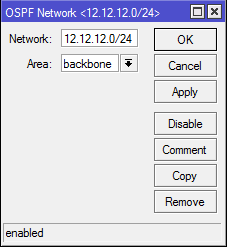 OSPF Network <12.12.12.0/24>
Network: 12.12.12.0/24
Area: backbone
OK
Cancel
Apply
Disable
Comment
Copy
Remove
enabled